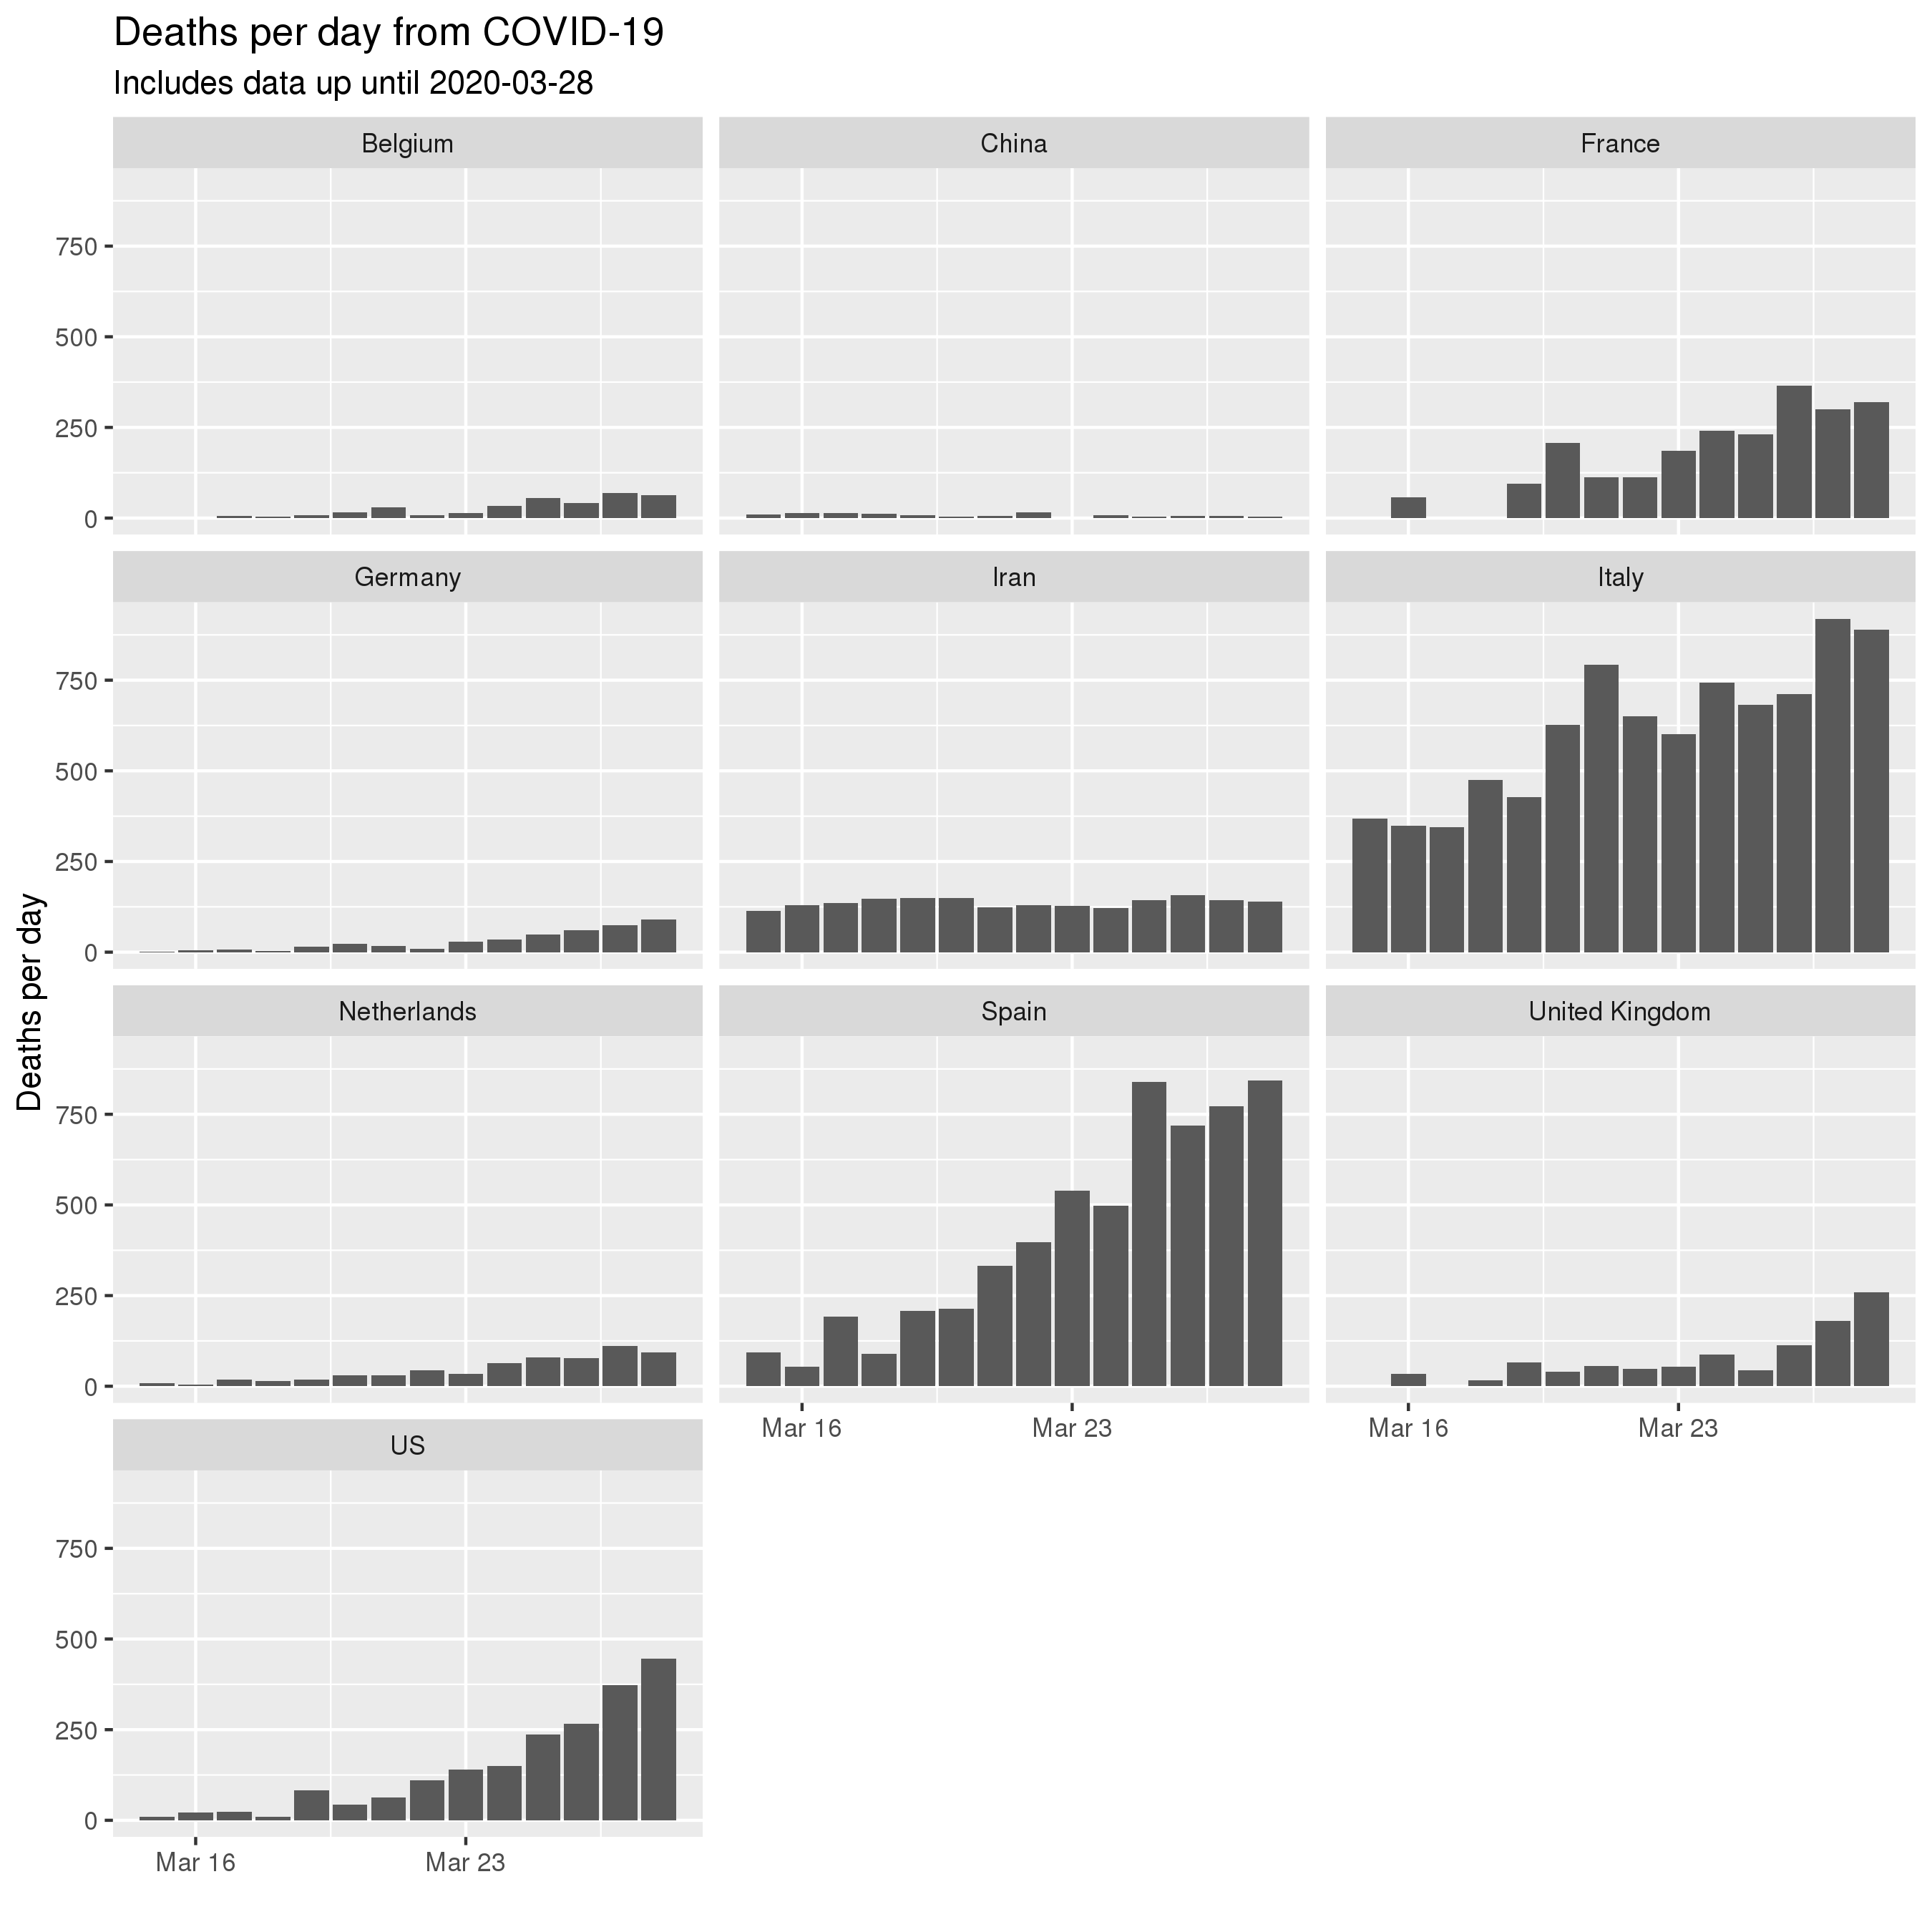 Deaths per day from COVID-19
Includes data up until 2020-03-28
Belgium
China
France
750
500
250
0
Germany
Iran
Italy
750
500
250
0
Deaths per day
Netherlands
Spain
United Kingdom
750
500
250
0
Mar 16
Mar 23
Mar 16
Mar 23
US
750
500
250
0
Mar 16
Mar 23